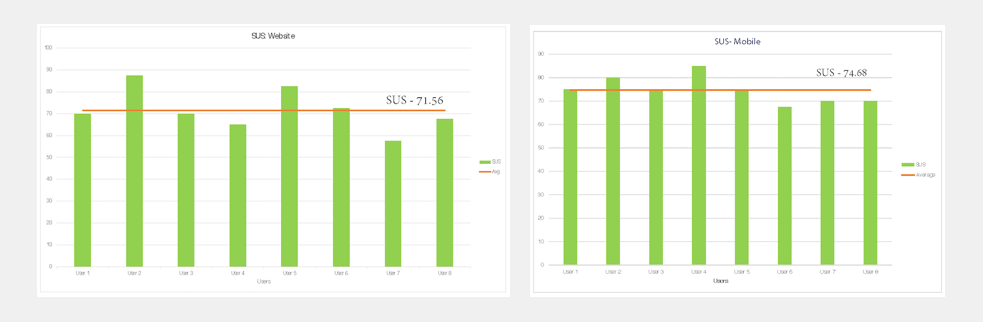 SUS: Website
100
90
80
70
60
50
40
30
20
10
0
SUS - 71.56
User 1 User 2 User 3 User 4 User 5 User 6 User 7 User 8
Users
SUS
Avg
SUS- Mobile
90
80
70
60
50
40
30
20
10
0
SUS - 74.68
User 1 User 2 User 3 User 4 User 5 User 6 User 7 User 8
Users
SUS
Average